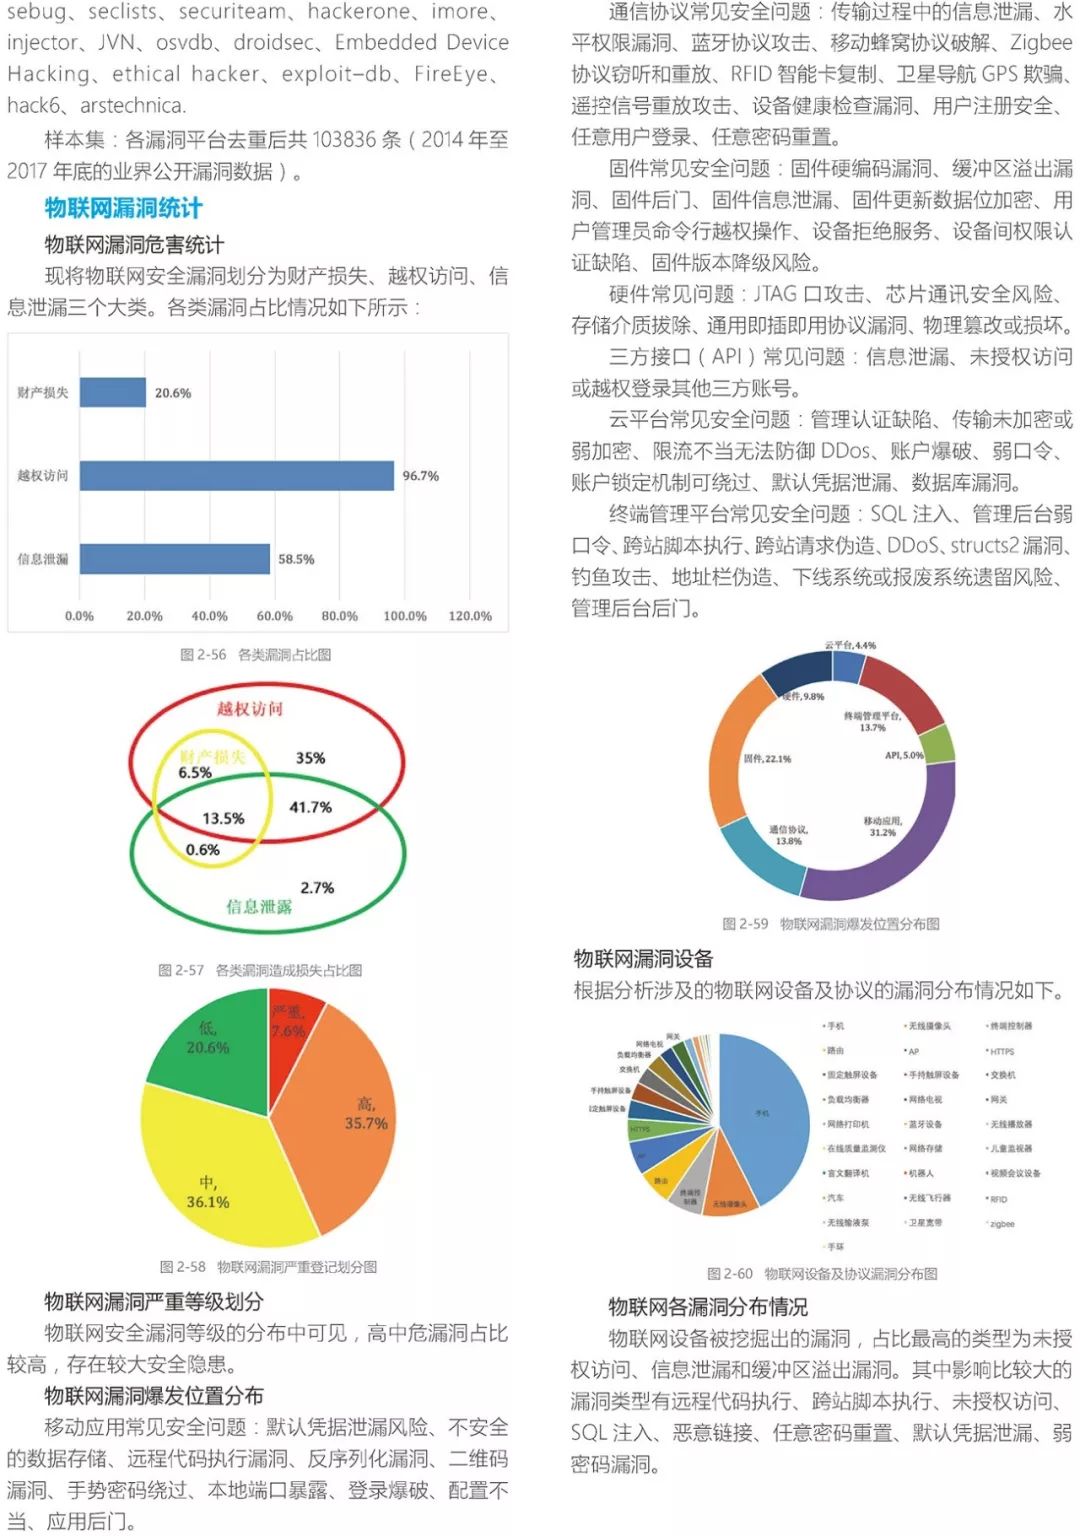 sebug、seclists、securiteam、hackerone、imore、
injector、JVN、osvdb、droidsec、Embedded Device
Hacking、ethical hacker、exploit–db、FireEye、
hack6、arstechnica.
样本集：各漏洞平台去重后共 103836 条（ 2014 年至
2017 年底的业界公开漏洞数据 ）。
物联网漏洞统计
物联网漏洞危害统计
现将物联网安全漏洞划分为财产损失、越权访问、信
息泄漏三个大类。各类漏洞占比情况如下所示：
财产损失
20.6%
越权访问
96.7%
信息泄漏
58.5%
0.0% 20.0% 40.0% 60.0% 80.0% 100.0% 120.0%
图 2-56 各类漏洞占比图
越权访问
财产损失
35%
6.5%
41.7%
13.5%
0.6%
2.7%
信息泄露
图 2-57 各类漏洞造成损失占比图
严重,
7.6%
低,
20.6%
高,
35.7%
中,
36.1%
图 2-58 物联网漏洞严重登记划分图
物联网漏洞严重等级划分
物联网安全漏洞等级的分布中可见，高中危漏洞占比
较高，存在较大安全隐患。
物联网漏洞爆发位置分布
移动应用常见安全问题：默认凭据泄漏风险、不安全
的数据存储、远程代码执行漏洞、反序列化漏洞、二维码
漏洞、手势密码绕过、本地端口暴露、登录爆破、配置不
当、应用后门。
通信协议常见安全问题：传输过程中的信息泄漏、水
平权限漏洞、蓝牙协议攻击、移动蜂窝协议破解、Zigbee
协议窃听和重放、RFID 智能卡复制、卫星导航 GPS 欺骗、
遥控信号重放攻击、设备健康检查漏洞、用户注册安全、
任意用户登录、任意密码重置。
固件常见安全问题：固件硬编码漏洞、缓冲区溢出漏
洞、固件后门、固件信息泄漏、固件更新数据位加密、用
户管理员命令行越权操作、设备拒绝服务、设备间权限认
证缺陷、固件版本降级风险。
硬件常见问题：JTAG 口攻击、芯片通讯安全风险、
存储介质拔除、通用即插即用协议漏洞、物理篡改或损坏。
三方接口（ API ）常见问题：信息泄漏、未授权访问
或越权登录其他三方账号。
云平台常见安全问题：管理认证缺陷、传输未加密或
弱加密、限流不当无法防御 DDos、账户爆破、弱口令、
账户锁定机制可绕过、默认凭据泄漏、数据库漏洞。
终端管理平台常见安全问题：SQL 注入、管理后台弱
口令、跨站脚本执行、跨站请求伪造、DDoS、structs2 漏洞、
钓鱼攻击、地址栏伪造、下线系统或报废系统遗留风险、
管理后台后门。
云平台, 4.4%
硬件, 9.8%
终端管理平台,
13.7%
固件, 22.1%
API, 5.0%
通信协议,
13.8%
移动应用,
31.2%
图 2-59 物联网漏洞爆发位置分布图
物联网漏洞设备
根据分析涉及的物联网设备及协议的漏洞分布情况如下。
网关
网络电视
负载均衡器
交换机
手持触屏设备
固定触屏设备
HTTPS
AP
路由
终端控
制器
无线摄像头
手机
手机 无线摄像头 终端控制器
路由 AP HTTPS
固定触屏设备 手持触屏设备 交换机
负载均衡器 网络电视 网关
网络打印机 蓝牙设备 无线播放器
在线质量监测仪 网络存储 儿童监视器
盲文翻译机 机器人 视频会议设备
汽车 无线飞行器 RFID
无线输液泵 卫星宽带 zigbee
手环
图 2-60 物联网设备及协议漏洞分布图
物联网各漏洞分布情况
物联网设备被挖掘出的漏洞，占比最高的类型为未授
权访问、信息泄漏和缓冲区溢出漏洞。其中影响比较大的
漏洞类型有远程代码执行、跨站脚本执行、未授权访问、
SQL 注入、恶意链接、任意密码重置、默认凭据泄漏、弱
密码漏洞。